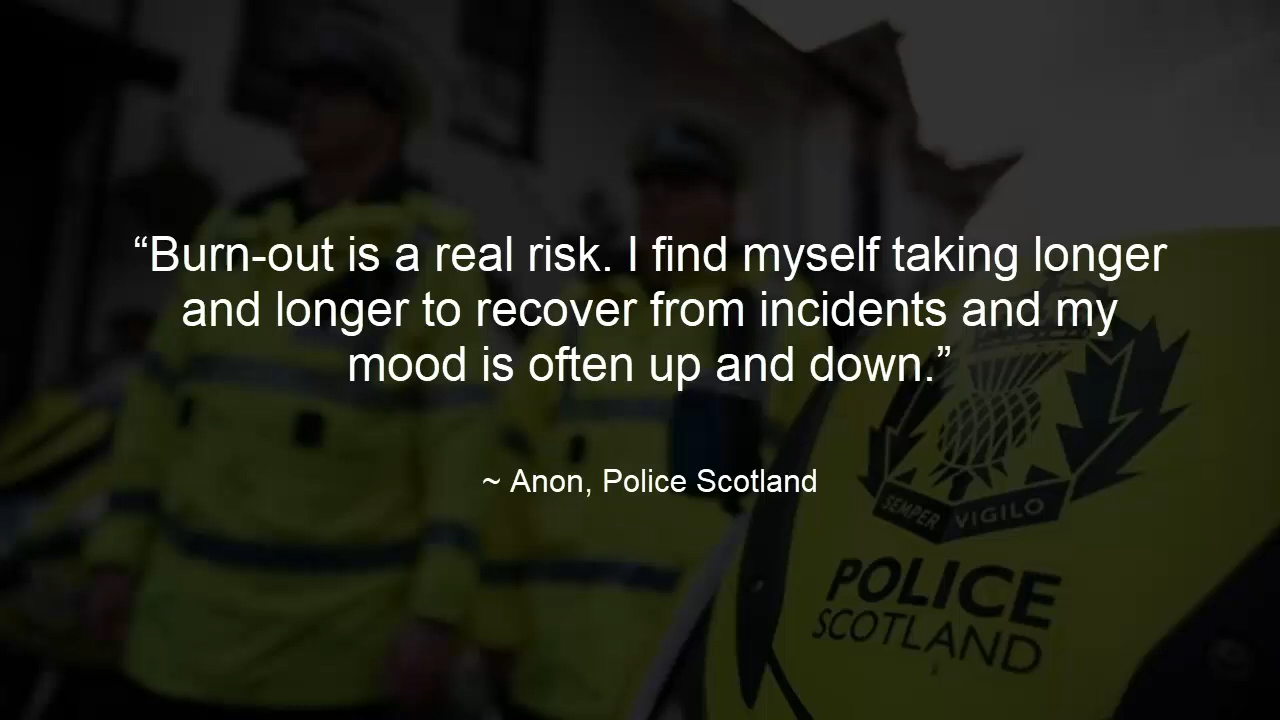 “Burn-out is a real risk. I find myself taking longer
and longer to recover from incidents and my
mood is often up and down.”
~ Anon, Police Scotland
SEMPER VIGILO
POLICE
SCOTLAND